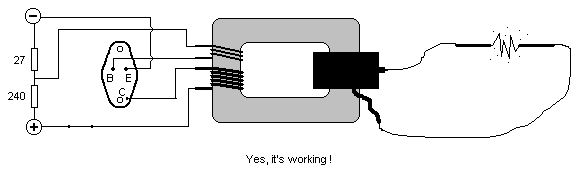 −
27
B E
C
240
+
Yes, it's working !